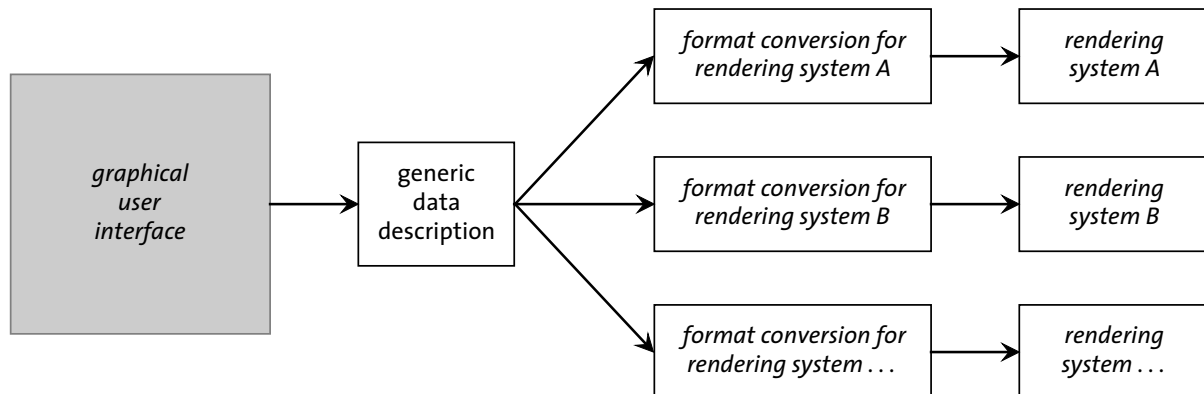 graphical
user
interface
generic
data
description
format conversion for
rendering system A
rendering
system A
format conversion for
rendering system B
rendering
system B
format conversion for
rendering system . . .
rendering
system . . .